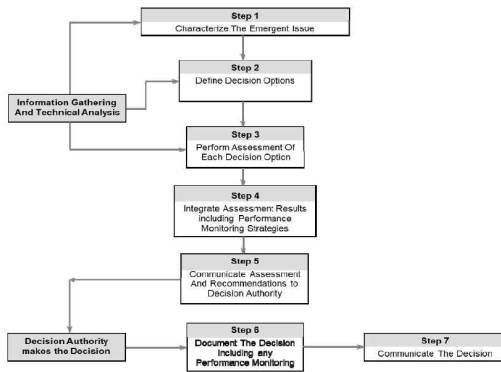 Step 1
Characterize The Emergent Issue
Step 2
Define Decision Options
Information Gathering
And Technical Analysis
Step 3
Perform Assessment Of
Each Decision Option
Step 4
Integrate Assessment Results
including Performance
Monitoring Strategies
Step 5
Communicate Assessment
And Recommendations to
Decision Authority
Decision Authority
makes the Decision
Step 6
Document The Decision
Including any
Performance Monitoring
Step 7
Communicate The Decision